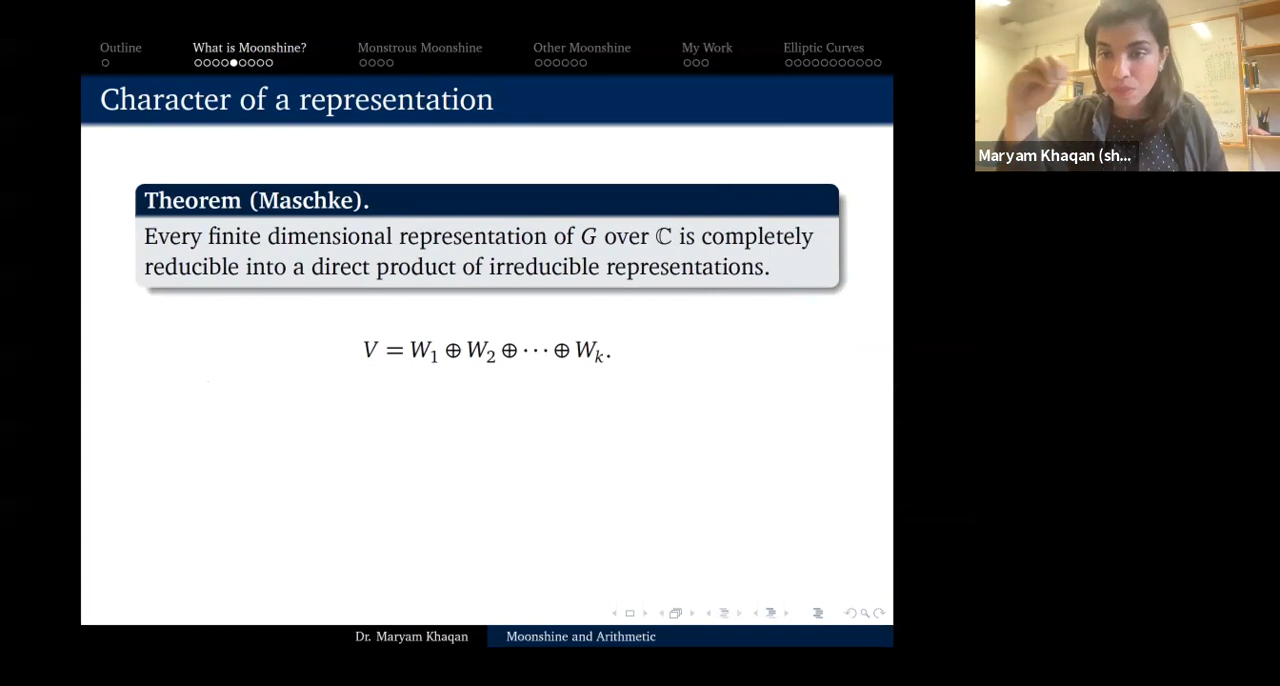 Outline
What is Moonshine?
Monstrous Moonshine
Other Moonshine
My Work
Elliptic Curves
Character of a representation
Theorem (Maschke).
Every finite dimensional representation of G over ℂ is completely
reducible into a direct product of irreducible representations.
V = W₁ ⊕ W₂ ⊕ ⋯ ⊕ Wₖ.
Dr. Maryam Khaqan
Moonshine and Arithmetic
Maryam Khaqan (sh...